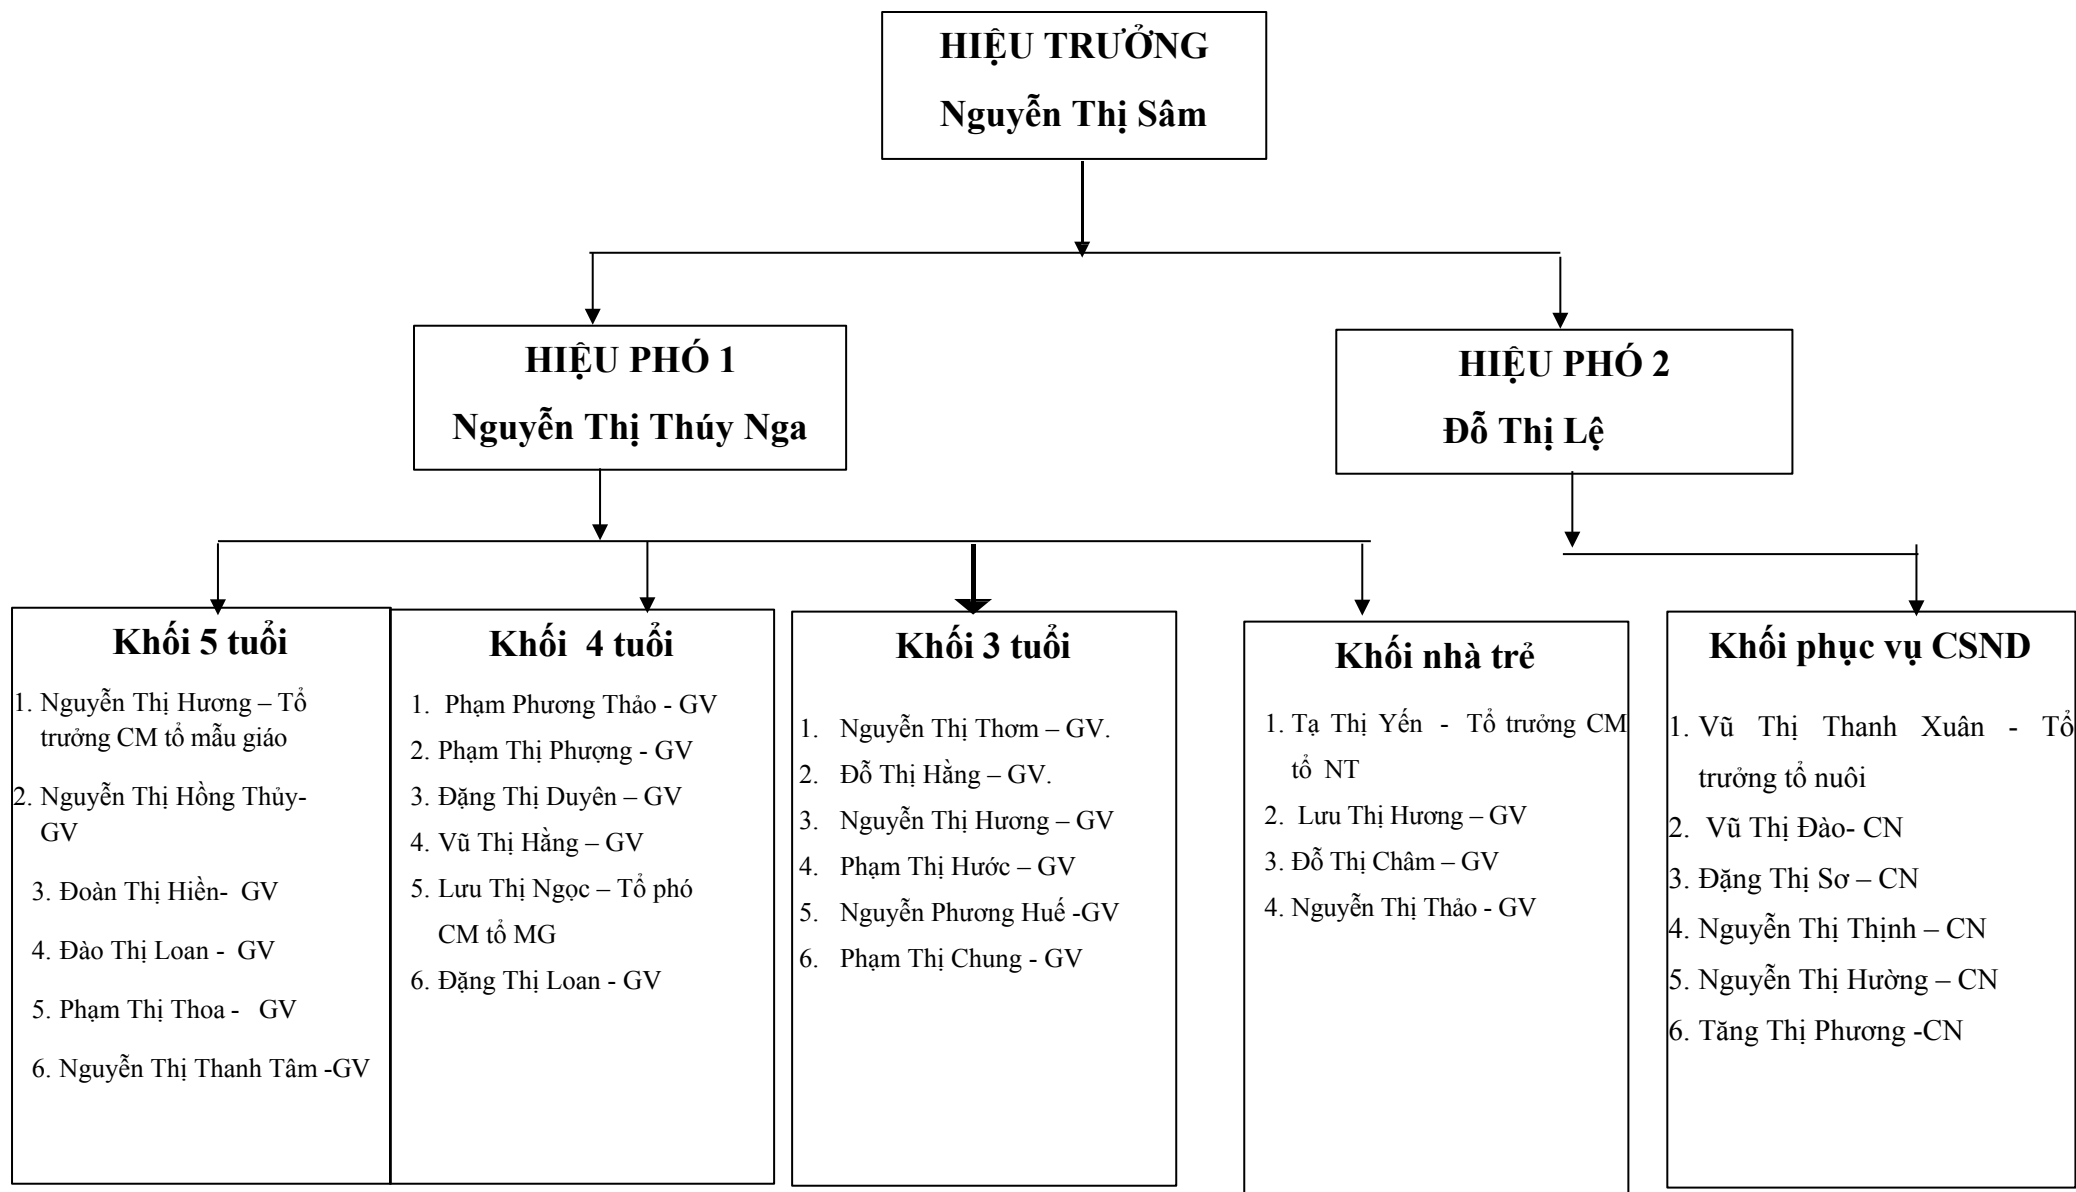 HIỆU TRƯỞNG
Nguyễn Thị Sâm
HIỆU PHÓ 1
Nguyễn Thị Thúy Nga
HIỆU PHÓ 2
Đỗ Thị Lệ
Khối 5 tuổi
1. Nguyễn Thị Hương – Tổ
trưởng CM tổ mẫu giáo
2. Nguyễn Thị Hồng Thủy-
GV
3. Đoàn Thị Hiền- GV
4. Đào Thị Loan - GV
5. Phạm Thị Thoa - GV
6. Nguyễn Thị Thanh Tâm -GV
Khối 4 tuổi
1. Phạm Phương Thảo - GV
2. Phạm Thị Phượng - GV
3. Đặng Thị Duyên – GV
4. Vũ Thị Hằng – GV
5. Lưu Thị Ngọc – Tổ phó
CM tổ MG
6. Đặng Thị Loan - GV
Khối 3 tuổi
1. Nguyễn Thị Thơm – GV.
2. Đỗ Thị Hằng – GV.
3. Nguyễn Thị Hương – GV
4. Phạm Thị Hước – GV
5. Nguyễn Phương Huế -GV
6. Phạm Thị Chung - GV
Khối nhà trẻ
1. Tạ Thị Yến - Tổ trưởng CM
tổ NT
2. Lưu Thị Hương – GV
3. Đỗ Thị Châm – GV
4. Nguyễn Thị Thảo - GV
Khối phục vụ CSND
1. Vũ Thị Thanh Xuân - Tổ
trưởng tổ nuôi
2. Vũ Thị Đào- CN
3. Đặng Thị Sơ – CN
4. Nguyễn Thị Thịnh – CN
5. Nguyễn Thị Hường – CN
6. Tăng Thị Phương -CN